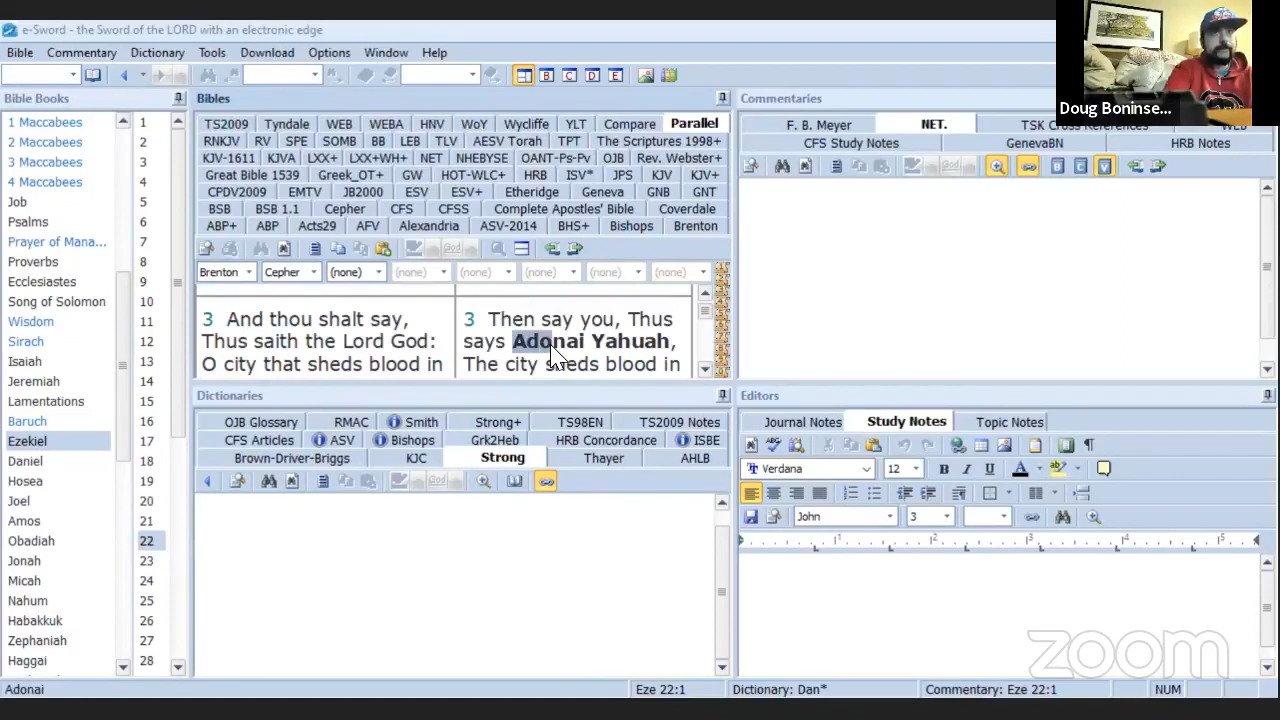 e-Sword - the Sword of the LORD with an electronic edge
Bible Commentary Dictionary Tools Download Options Window Help
B C D E
Doug Boninse...
Bible Books
1 Maccabees
2 Maccabees
3 Maccabees
4 Maccabees
Job
Psalms
Prayer of Mana...
Proverbs
Ecclesiastes
Song of Solomon
Wisdom
Sirach
Isaiah
Jeremiah
Lamentations
Baruch
Ezekiel
Daniel
Hosea
Joel
Amos
Obadiah
Jonah
Micah
Nahum
Habakkuk
Zephaniah
Haggai
1
2
3
4
5
6
7
8
9
10
11
12
13
14
15
16
17
18
19
20
21
22
23
24
25
26
27
28
Bibles
TS2009 Tyndale WEB WEBA HNV WoY Wycliffe YLT Compare Parallel
RNKJV RV SPE SOMB BB LEB TLV AESV Torah TPT The Scriptures 1998+
KJV-1611 KJVA LXX+ LXX+WH+ NET NHEBYSE OANT-Ps-Pv OJB Rev. Webster+
Great Bible 1539 Greek_OT+ GW HOT-WLC+ HRB ISV* JPS KJV KJV+
CPDV2009 EMTV JB2000 ESV ESV+ Etheridge Geneva GNB GNT
BSB BSB 1.1 Cepher CFS CFSS Complete Apostles' Bible Coverdale
ABP+ ABP Acts29 AFV Alexandria ASV-2014 BHS+ Bishops Brenton
God
Brenton Cepher (none) (none) (none) (none) (none) (none)
3 And thou shalt say,
Thus saith the Lord God:
O city that sheds blood in
3 Then say you, Thus
says Adonai Yahuah,
The city sheds blood in
Dictionaries
OJB Glossary RMAC Smith Strong+ TS98EN TS2009 Notes
CFS Articles ASV Bishops Grk2Heb HRB Concordance ISBE
Brown-Driver-Briggs KJC Strong Thayer AHLB
God
Commentaries
F. B. Meyer NET. TSK Cross References WEB
CFS Study Notes GenevaBN HRB Notes
God
Editors
Journal Notes Study Notes Topic Notes
ABC
Verdana 12 B I U A ab
John 3
1 2 3 4 5
zoom
Adonai Eze 22:1 Dictionary: Dan* Commentary: Eze 22:1 NUM